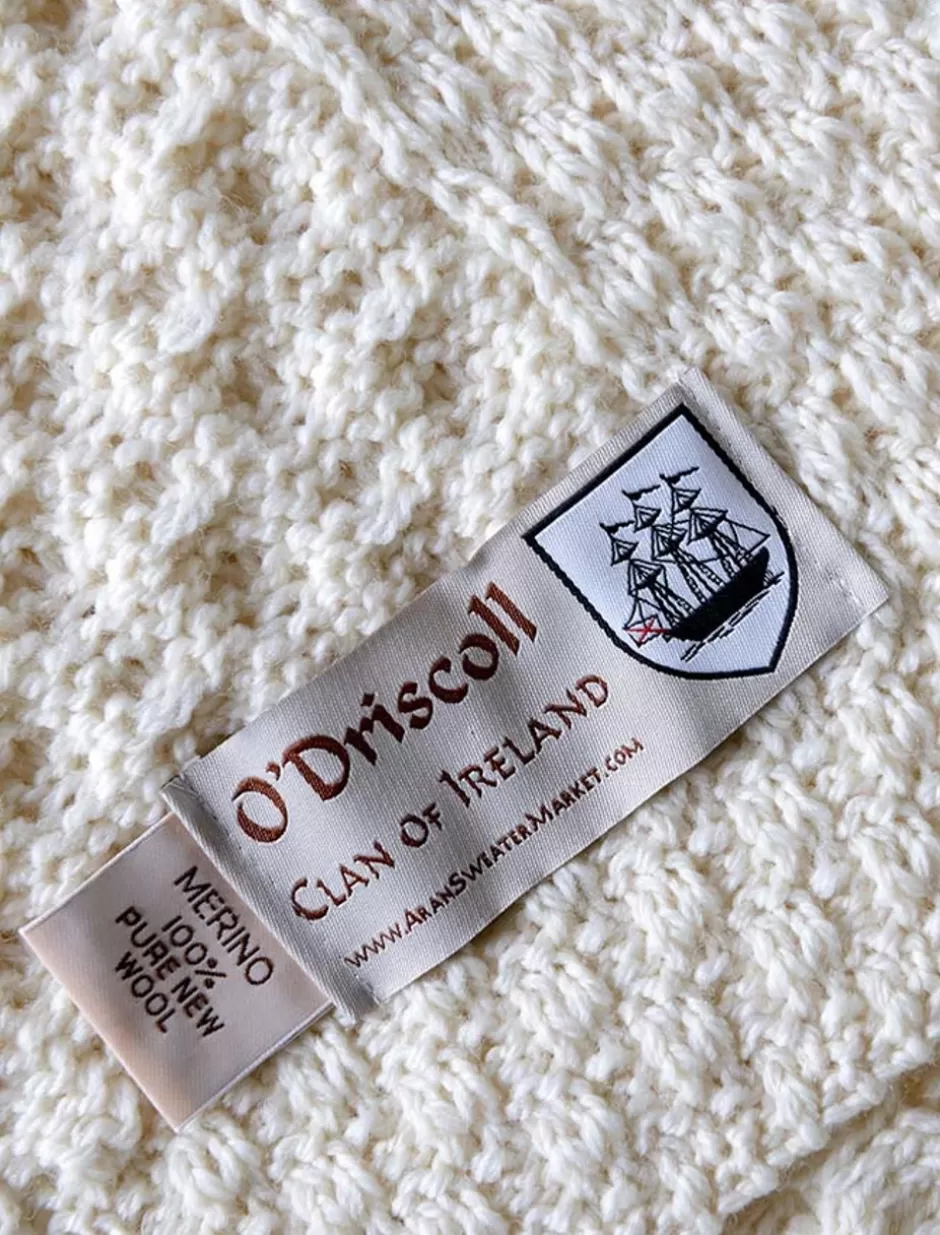 O'Driscoll
CLAN OF IRELAND
WWW.ARANSWEATERMARKET.COM
MERINO
100%
PURE NEW
WOOL